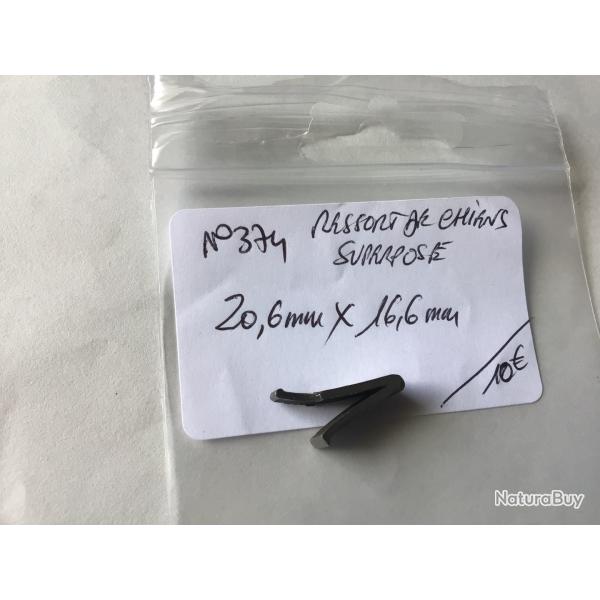 N° 374 RESSORT DE CHIENS
SUPERPOSE
20,6mm X 16,6mm
10€
NaturaBuy